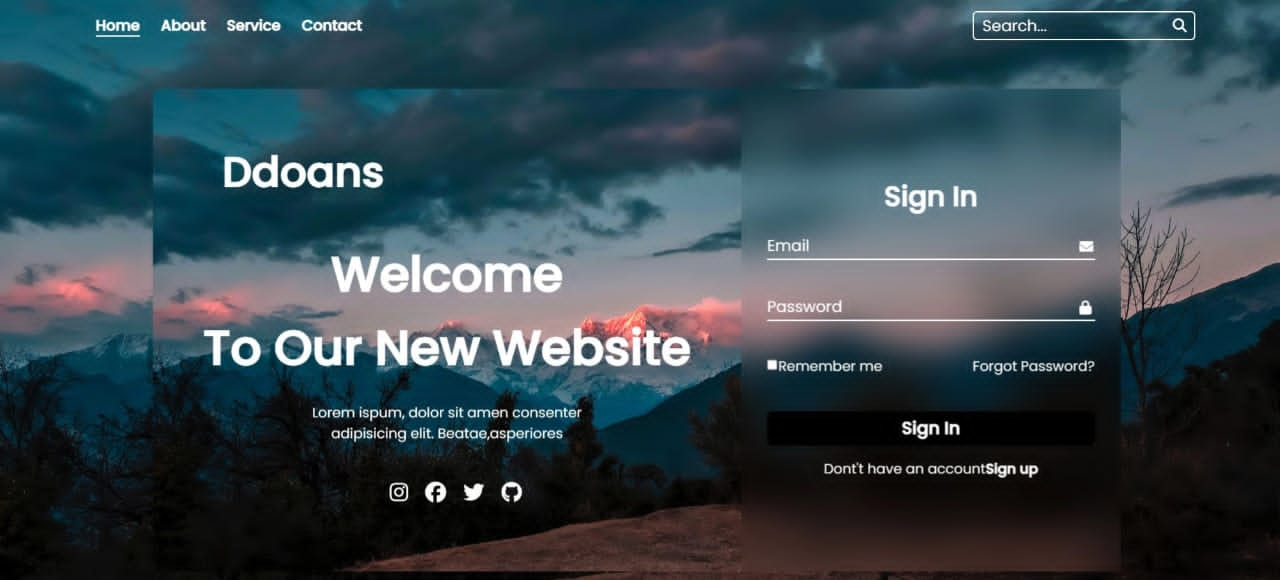 Home About Service Contact Search...
Ddoans
Welcome
To Our New Website
Lorem ispum, dolor sit amen consenter
adipisicing elit. Beatae,asperiores
Sign In
Email
Password
Remember me Forgot Password?
Sign In
Dont't have an accountSign up